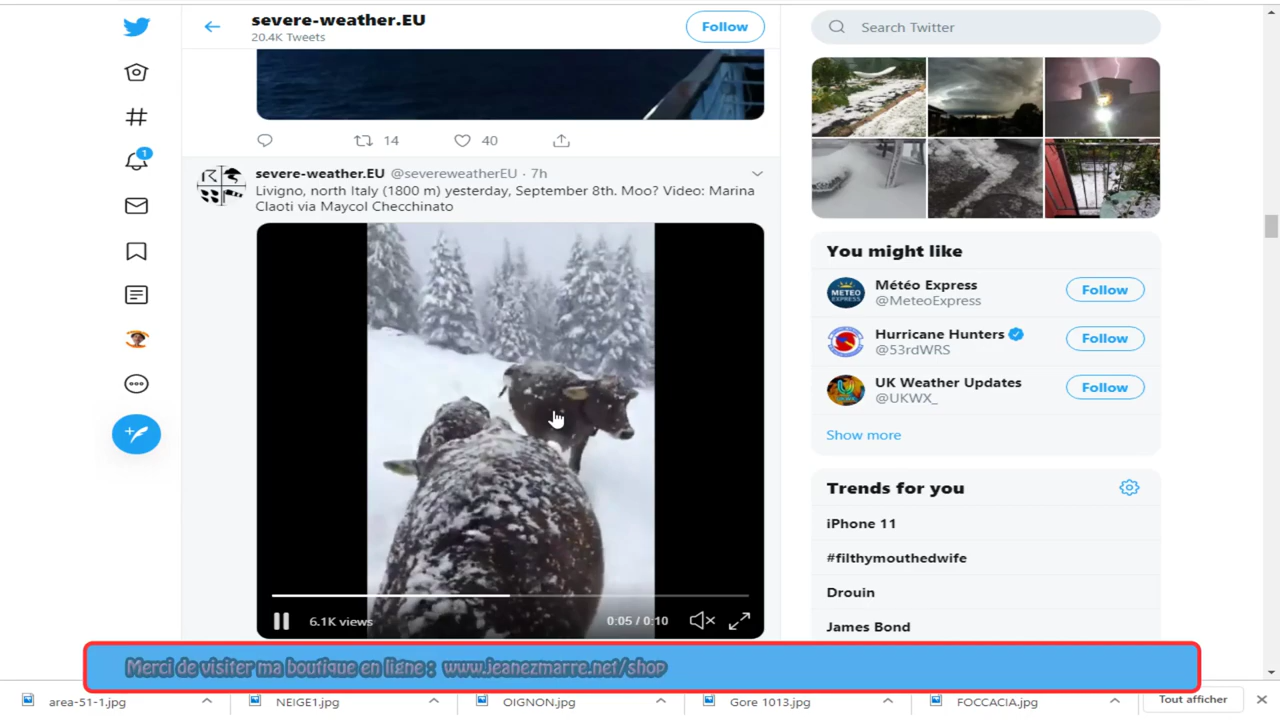 severe-weather.EU
20.4K Tweets
Follow
Search Twitter
14
40
1
severe-weather.EU @severeweatherEU · 7h
Livigno, north Italy (1800 m) yesterday, September 8th. Moo? Video: Marina
Claoti via Maycol Checchinato
6.1K views
0:05 / 0:10
You might like
METEO EXPRESS
Météo Express
@MeteoExpress
Follow
Hurricane Hunters
@53rdWRS
Follow
UK Weather Updates
@UKWX_
Follow
Show more
Trends for you
iPhone 11
#filthymouthedwife
Drouin
James Bond
Merci de visiter ma boutique en ligne : www.jeanezmarre.net/shop
area-51-1.jpg
NEIGE1.jpg
OIGNON.jpg
Gore 1013.jpg
FOCCACIA.jpg
Tout afficher